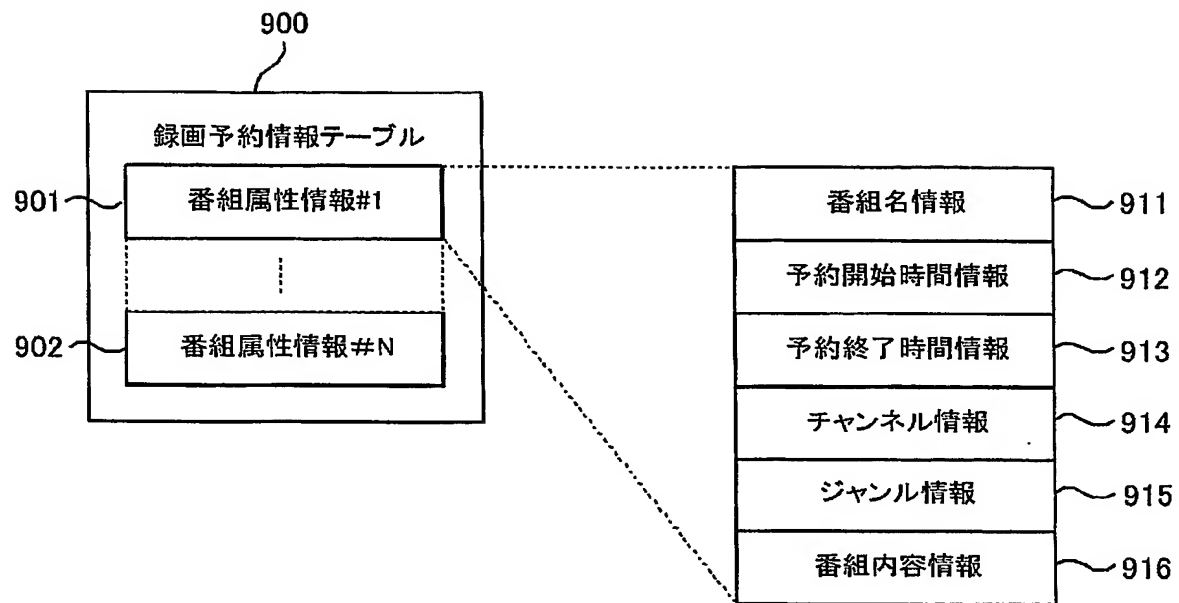 900
録画予約情報テーブル
901
番組属性情報#1
902
番組属性情報#N
番組名情報
911
予約開始時間情報
912
予約終了時間情報
913
チャンネル情報
914
ジャンル情報
915
番組内容情報
916